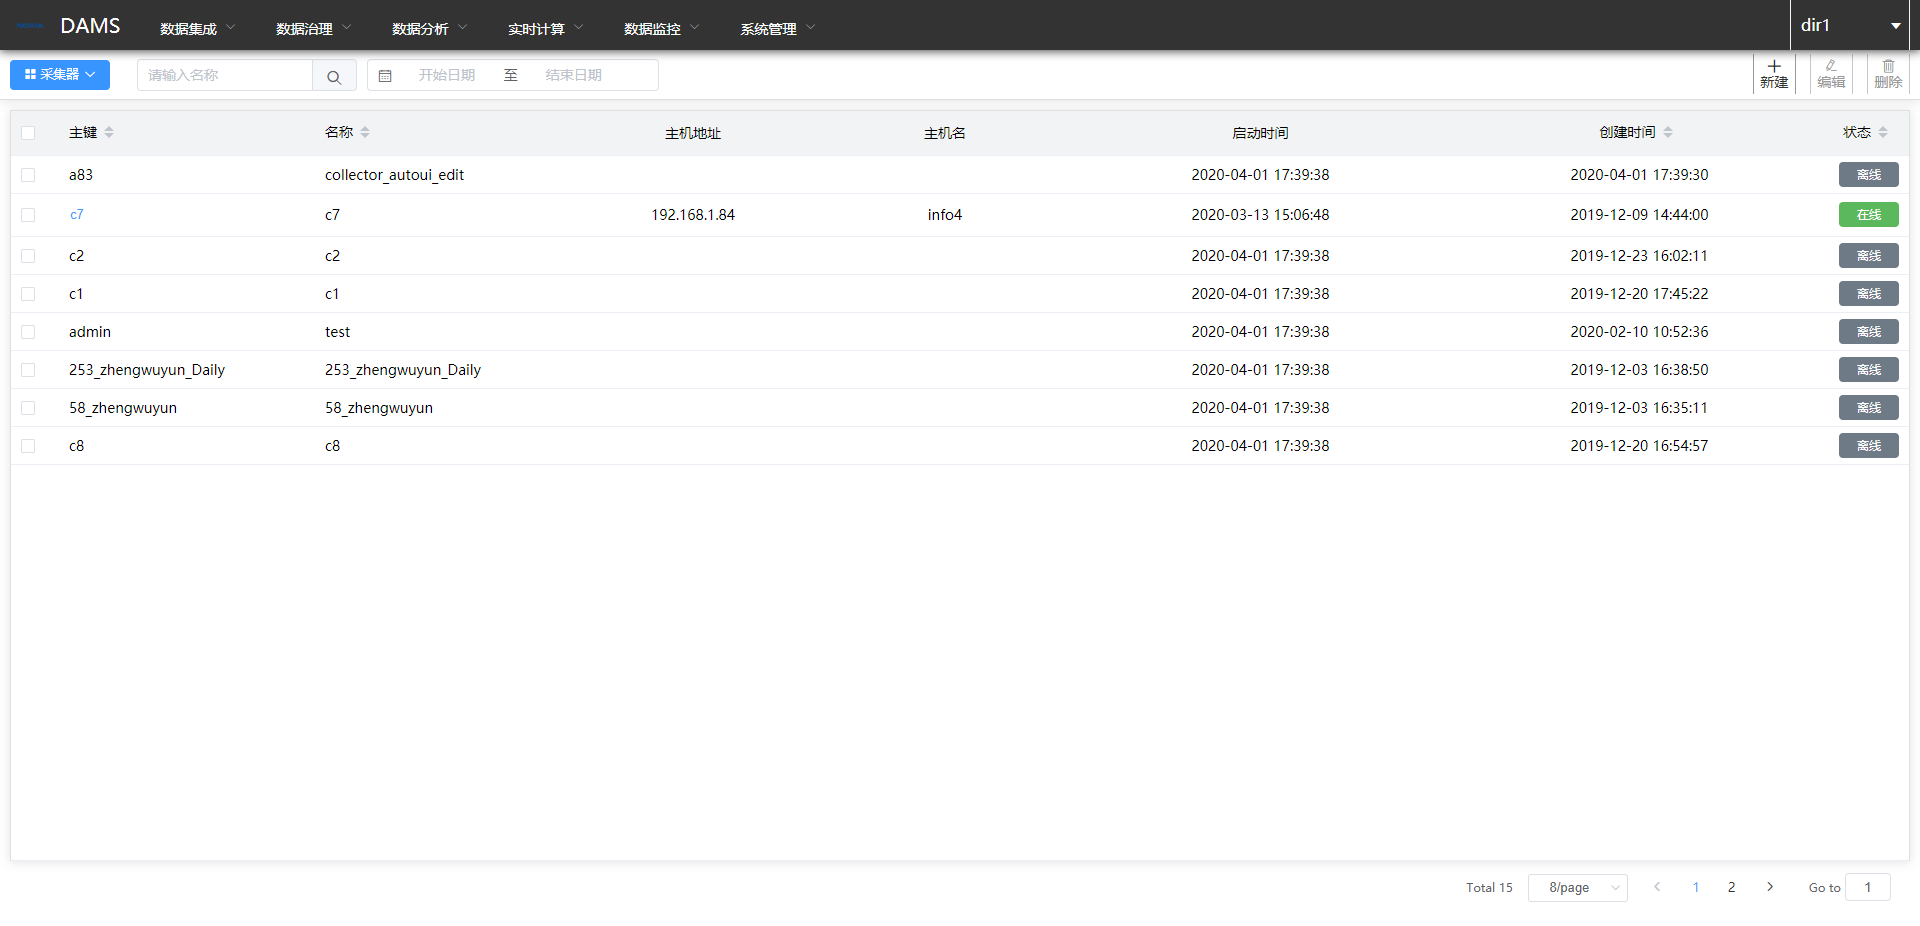 DAMS 数据集成 数据治理 数据分析 实时计算 数据监控 系统管理 dir1
采集器 请输入名称 开始日期 至 结束日期 新建 编辑 删除
主键 名称 主机地址 主机名 启动时间 创建时间 状态
a83 collector_autoui_edit 2020-04-01 17:39:38 2020-04-01 17:39:30 离线
c7 c7 192.168.1.84 info4 2020-03-13 15:06:48 2019-12-09 14:44:00 在线
c2 c2 2020-04-01 17:39:38 2019-12-23 16:02:11 离线
c1 c1 2020-04-01 17:39:38 2019-12-20 17:45:22 离线
admin test 2020-04-01 17:39:38 2020-02-10 10:52:36 离线
253_zhengwuyun_Daily 253_zhengwuyun_Daily 2020-04-01 17:39:38 2019-12-03 16:38:50 离线
58_zhengwuyun 58_zhengwuyun 2020-04-01 17:39:38 2019-12-03 16:35:11 离线
c8 c8 2020-04-01 17:39:38 2019-12-20 16:54:57 离线
Total 15 8/page 1 2 Go to 1